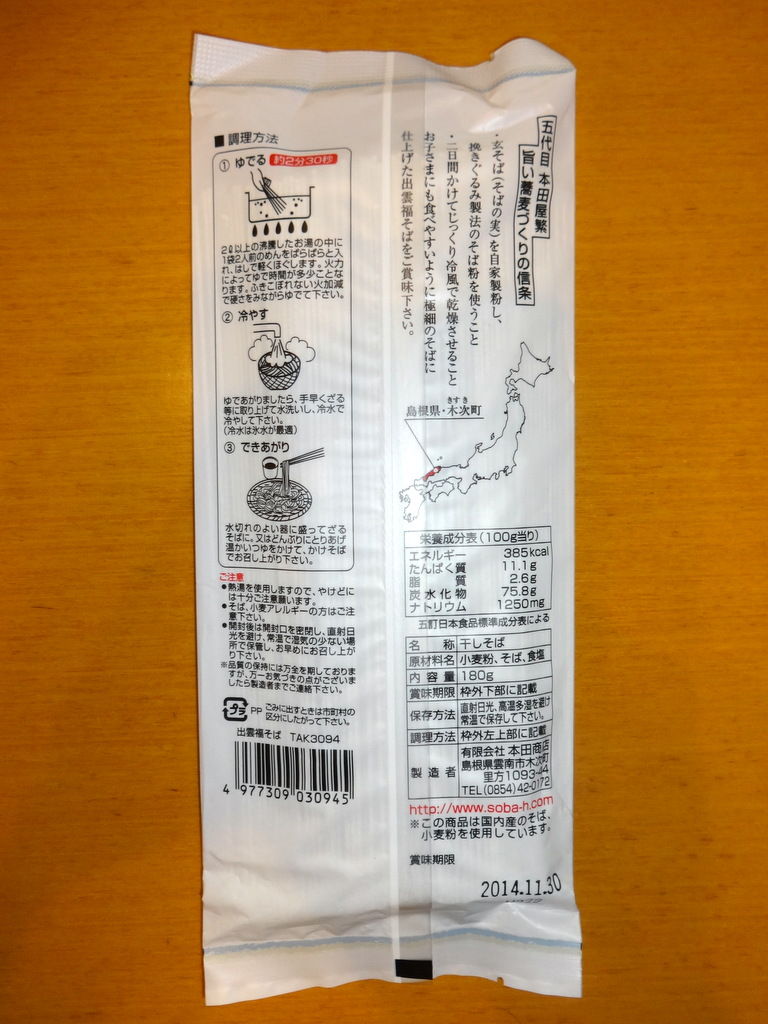 五代目 本田屋繁
旨い蕎麦づくりの信条
・玄そば(そばの実)を自家製粉し、
挽きぐるみ製法のそば粉を使うこと
・二日間かけてじっくり冷風で乾燥させること
お子さまにも食べやすいように極細のそばに
仕上げた出雲福そばをご賞味下さい。
■調理方法
① ゆでる 約2分30秒
2ℓ以上の沸騰したお湯の中に
1袋2人前のめんをばらばらと入
れ、はしで軽くほぐします。火力
によってゆで時間が多少ことな
ります。ふきこぼれない火加減
で硬さをみながらゆでて下さい。
② 冷やす
ゆであがりましたら、手早くざる
等に取り上げて水洗いし、冷水で
冷やして下さい。
(冷水は氷水が最適)
③ できあがり
水切れのよい器に盛ってざる
そばに。又はどんぶりにとりあげ
温かいつゆをかけて、かけそば
でお召し上がり下さい。
ご注意
●熱湯を使用しますので、やけどに
は十分ご注意願います。
●そば、小麦アレルギーの方はご注
意下さい。
●開封後は開封口を密閉し、直射日
光を避け、常温で湿気の少ない場
所で保管し、お早めにお召し上が
り下さい。
※品質の保持には万全を期しておりま
すが、万一お気づきの点がございま
したら製造者までご連絡下さい。
プラ PP ごみに出すときは市町村の
区分にしたがって下さい。
出雲福そば TAK3094
4 977309 030945
きすき
島根県・木次町
栄養成分表(100g当り)
エネルギー 385kcal
たんぱく質 11.1g
脂質 2.6g
炭水化物 75.8g
ナトリウム 1250mg
五訂日本食品標準成分表による
名称 干しそば
原材料名 小麦粉、そば、食塩
内容量 180g
賞味期限 枠外下部に記載
保存方法 直射日光、高温多湿を避け
常温で保存して下さい。
調理方法 枠外左上部に記載
製造者 有限会社 本田商店
島根県雲南市木次町
里方1093-44
TEL(0854)42-0172
http://www.soba-h.com
※この商品は国内産のそば、
小麦粉を使用しています。
賞味期限
2014.11.30